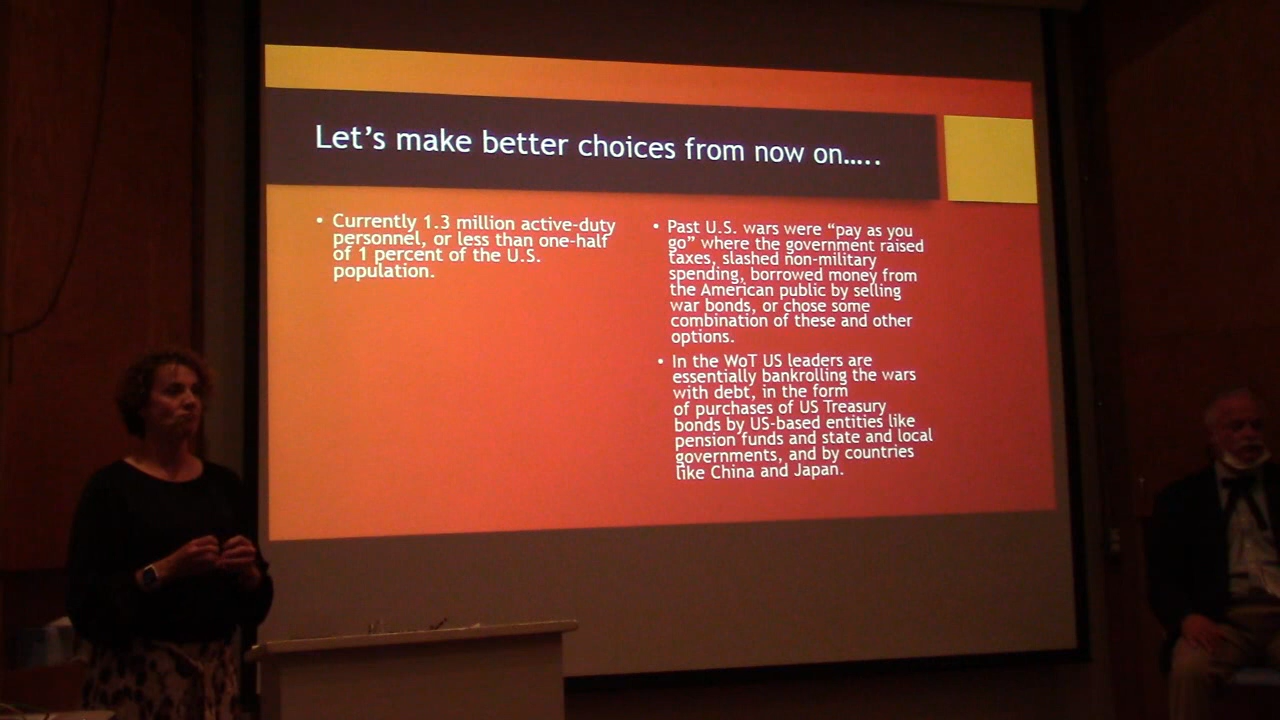 Let’s make better choices from now on.....
• Currently 1.3 million active-duty
personnel, or less than one-half
of 1 percent of the U.S.
population.
• Past U.S. wars were “pay as you
go” where the government raised
taxes, slashed non-military
spending, borrowed money from
the American public by selling
war bonds, or chose some
combination of these and other
options.
• In the WoT US leaders are
essentially bankrolling the wars
with debt, in the form
of purchases of US Treasury
bonds by US-based entities like
pension funds and state and local
governments, and by countries
like China and Japan.